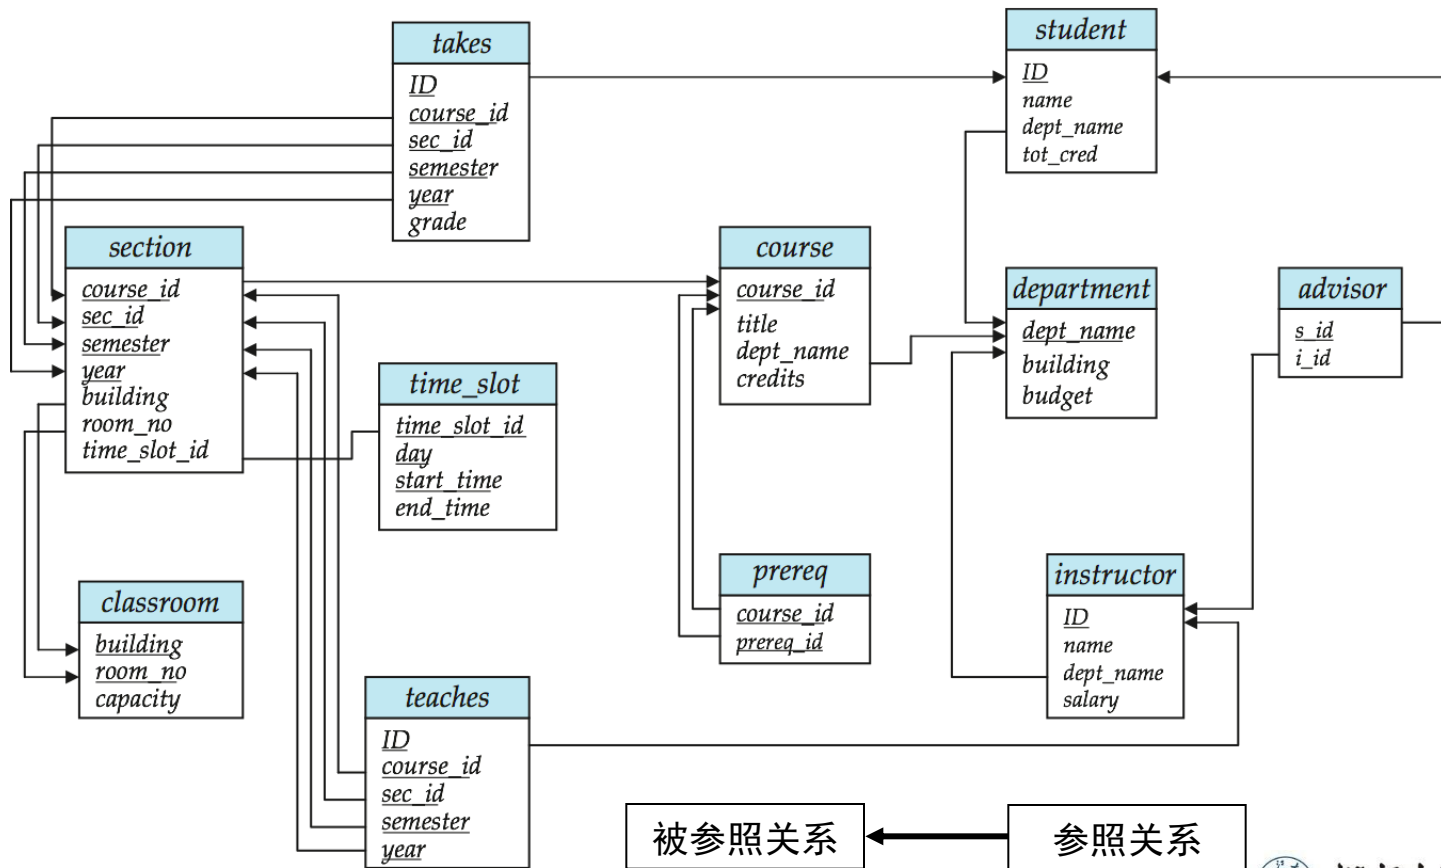 takes
ID
course_id
sec_id
semester
year
grade
student
ID
name
dept_name
tot_cred
section
course_id
sec_id
semester
year
building
room_no
time_slot_id
time_slot
time_slot_id
day
start_time
end_time
course
course_id
title
dept_name
credits
department
dept_name
building
budget
advisor
s_id
i_id
classroom
building
room_no
capacity
prereq
course_id
prereq_id
instructor
ID
name
dept_name
salary
teaches
ID
course_id
sec_id
semester
year
被参照关系
参照关系